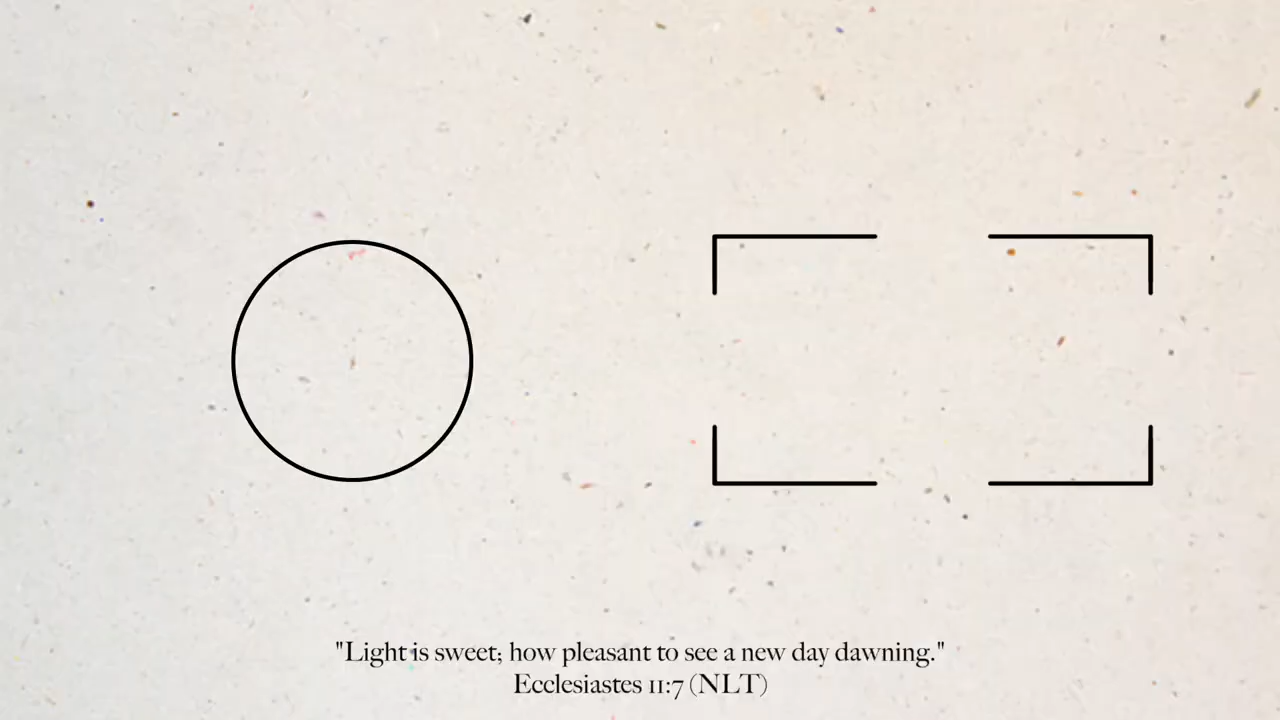 "Light is sweet; how pleasant to see a new day dawning."
Ecclesiastes 11:7 (NLT)